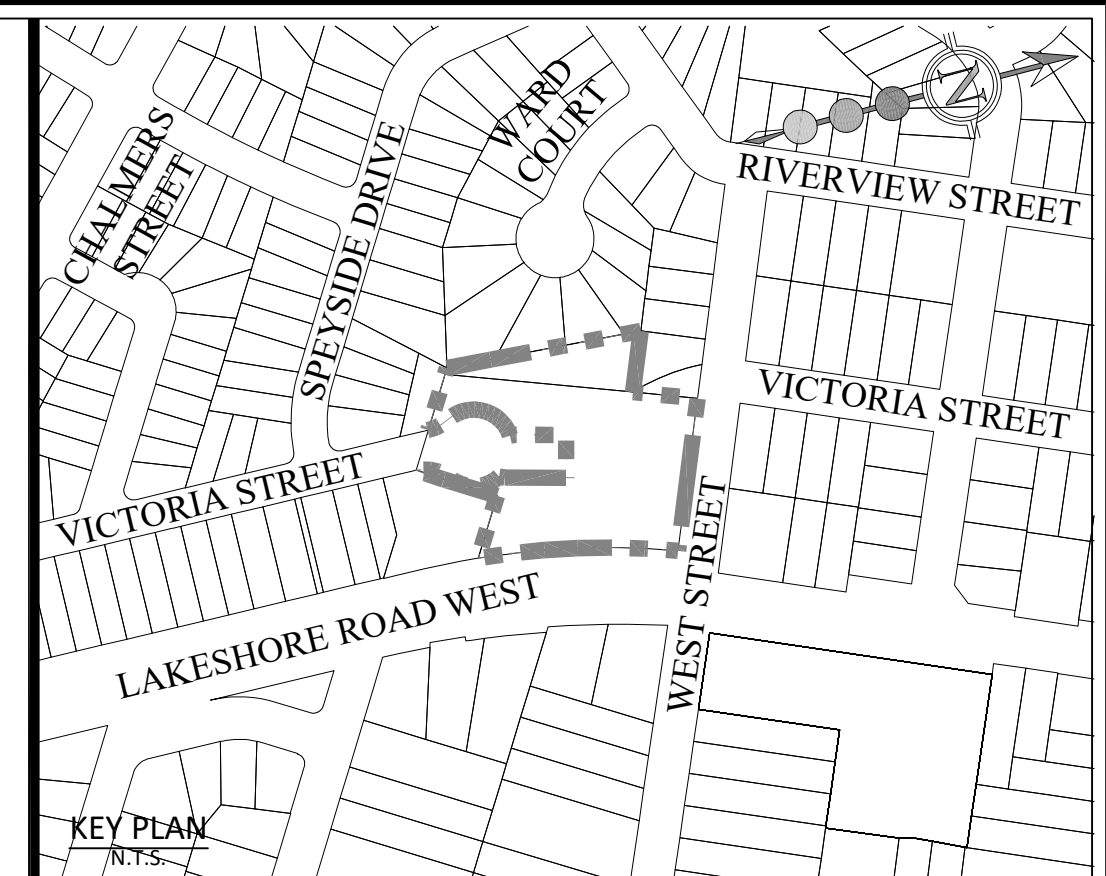 WARD
COURT
CHALMERS
STREET
SPEYSIDE DRIVE
N
RIVERVIEW STREET
VICTORIA STREET
VICTORIA STREET
WEST STREET
LAKESHORE ROAD WEST
KEY PLAN
N.T.S.